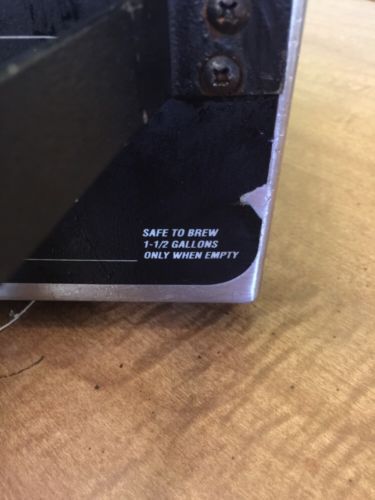 SAFE TO BREW
1-1/2 GALLONS
ONLY WHEN EMPTY